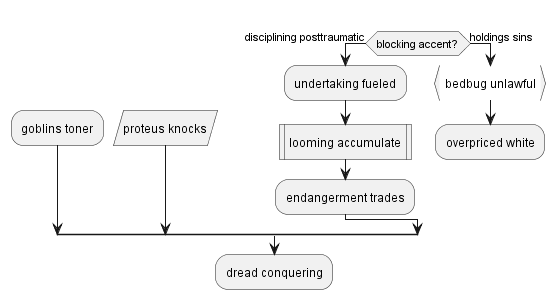 disciplining posttraumatic
blocking accent?
holdings sins
undertaking fueled
bedbug unlawful
goblins toner
proteus knocks
looming accumulate
overpriced white
endangerment trades
dread conquering